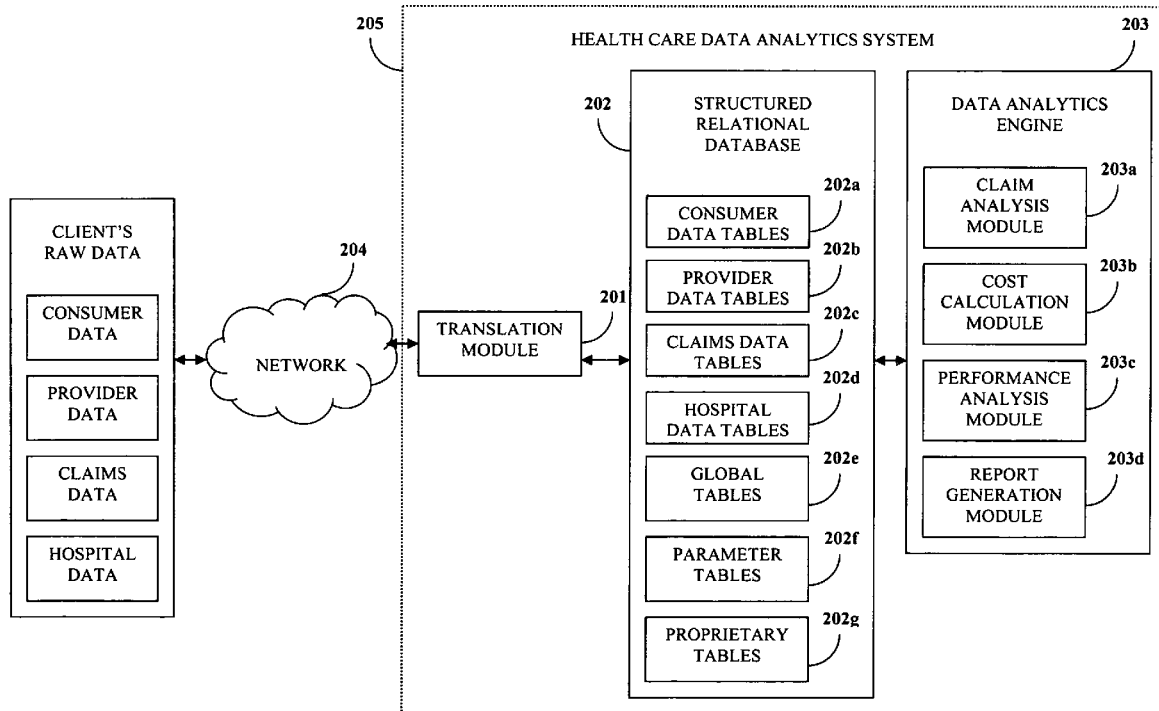 205
HEALTH CARE DATA ANALYTICS SYSTEM
203
CLIENT'S
RAW DATA
CONSUMER
DATA
PROVIDER
DATA
CLAIMS
DATA
HOSPITAL
DATA
204
NETWORK
201
TRANSLATION
MODULE
202
STRUCTURED
RELATIONAL
DATABASE
202a
CONSUMER
DATA TABLES
202b
PROVIDER
DATA TABLES
202c
CLAIMS DATA
TABLES
202d
HOSPITAL
DATA TABLES
202e
GLOBAL
TABLES
202f
PARAMETER
TABLES
202g
PROPRIETARY
TABLES
DATA ANALYTICS
ENGINE
203a
CLAIM
ANALYSIS
MODULE
203b
COST
CALCULATION
MODULE
203c
PERFORMANCE
ANALYSIS
MODULE
203d
REPORT
GENERATION
MODULE